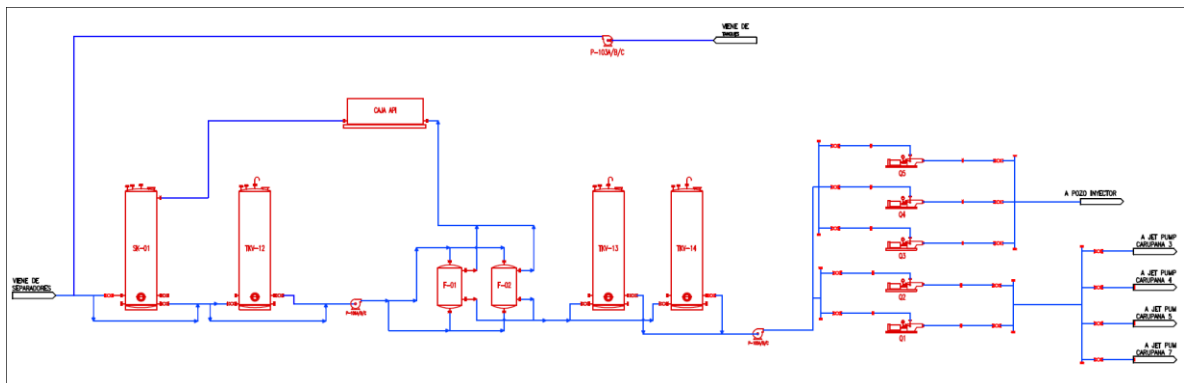 VIENE DE
TANQUES
P-103A/B/C
CAJA API
SK-01
TKV-12
TKV-13
TKV-14
F-01
F-02
Q5
Q4
Q3
Q2
Q1
A POZO INYECTOR
A JET PUMP
CARUPANA 3
A JET PUMP
CARUPANA 4
A JET PUM
CARUPANA 5
A JET PUM
CARUPANA 7
VIENE DE
SEPARADORES